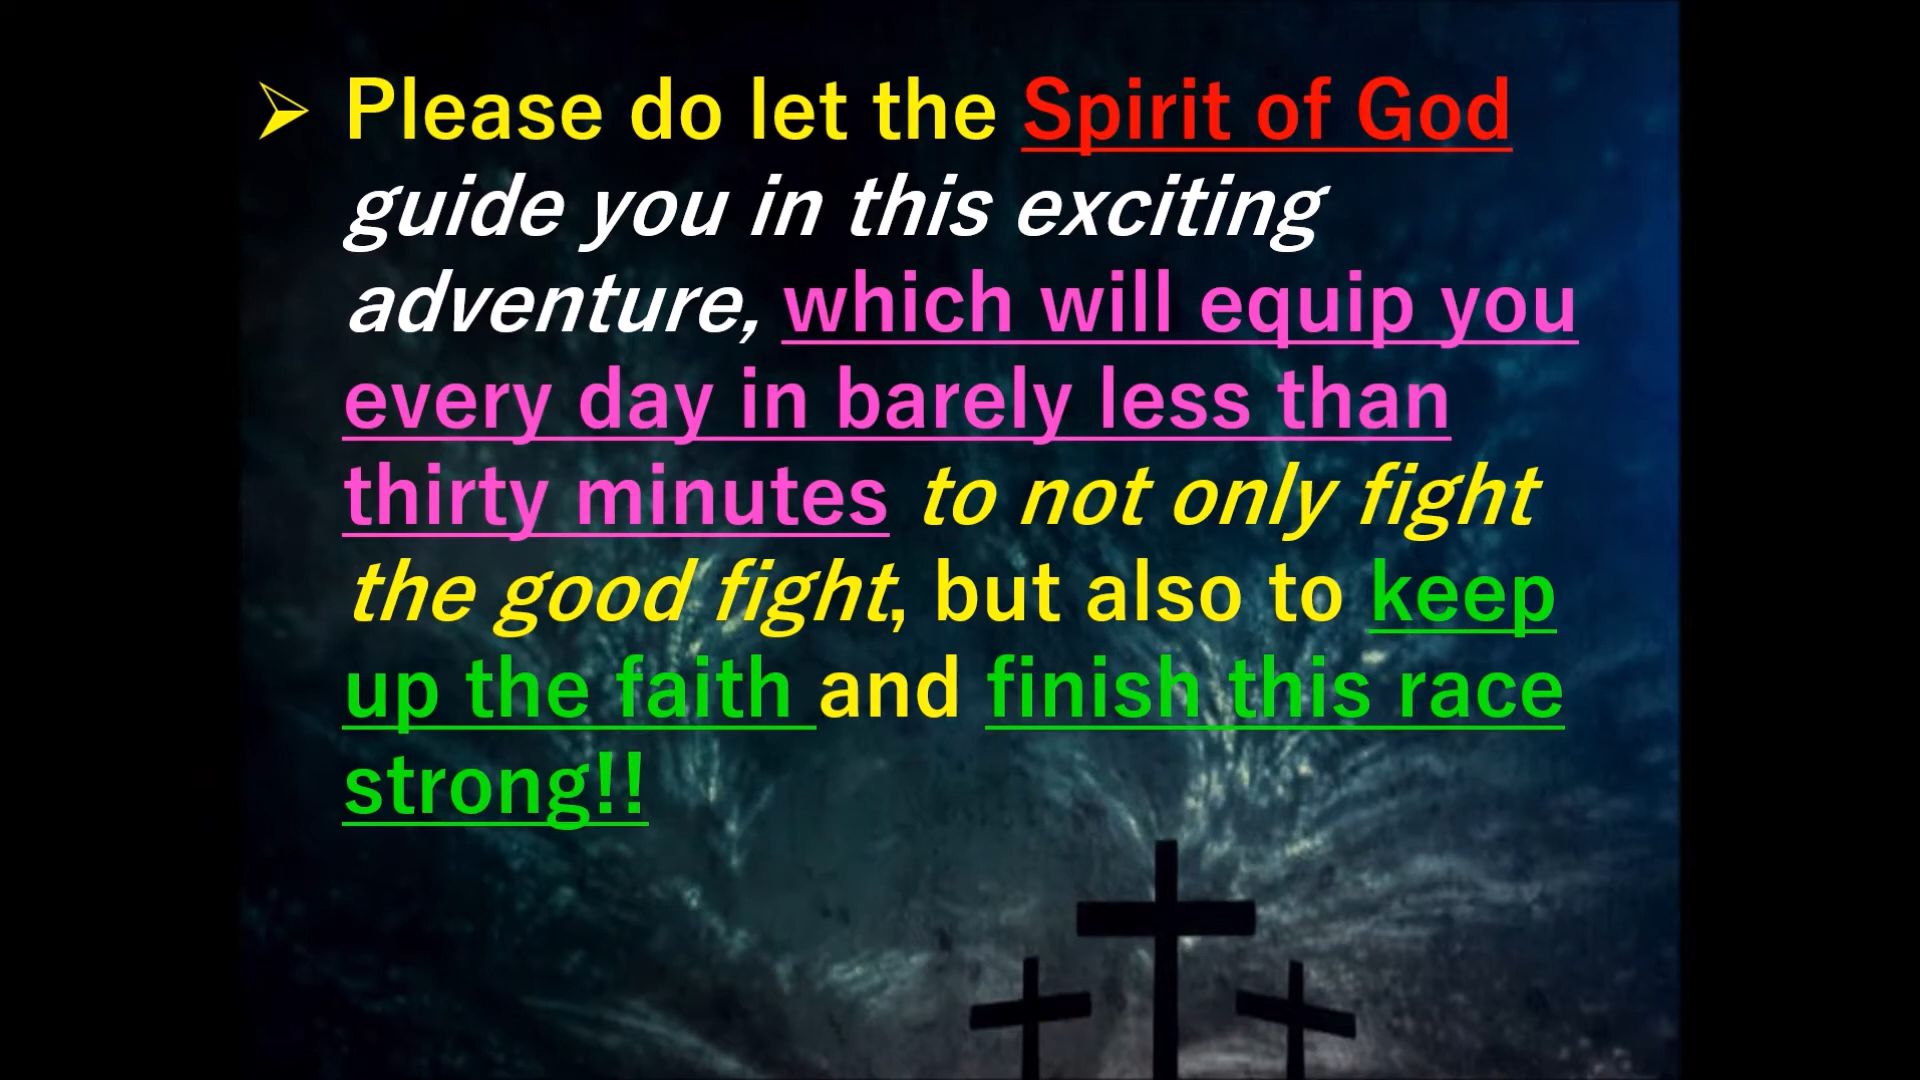 ➢ Please do let the Spirit of God
guide you in this exciting
adventure, which will equip you
every day in barely less than
thirty minutes to not only fight
the good fight, but also to keep
up the faith and finish this race
strong!!